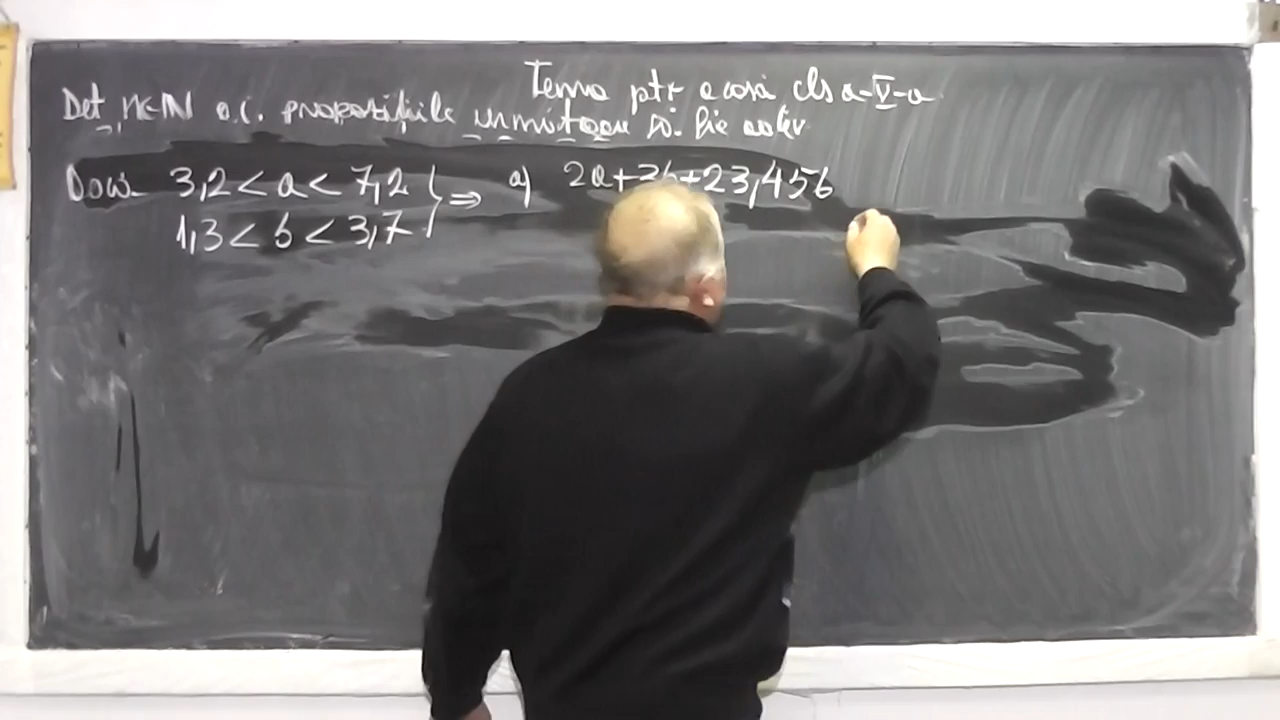 Tema ptr acasă cls a-V-a
Det n∈N a.i. propozițiile următoare să fie adev.
Dacă 3,2 < a < 7,2 } ⇒ a) 2a+3b+23,456
1,3 < b < 3,7